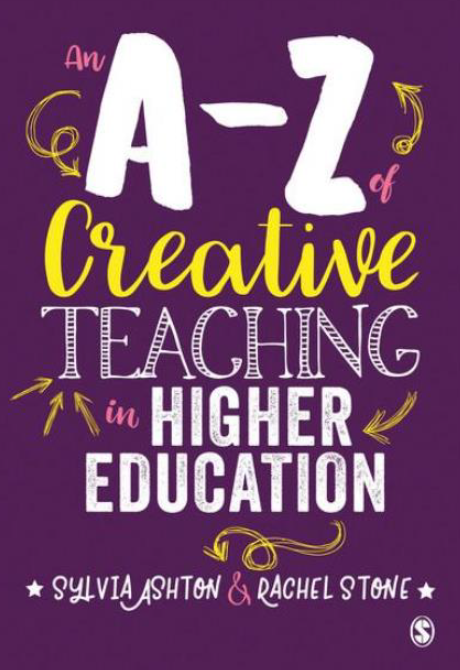 An
A-Z
of
Creative
TEACHING
in HIGHER
EDUCATION
SYLVIA ASHTON & RACHEL STONE
S